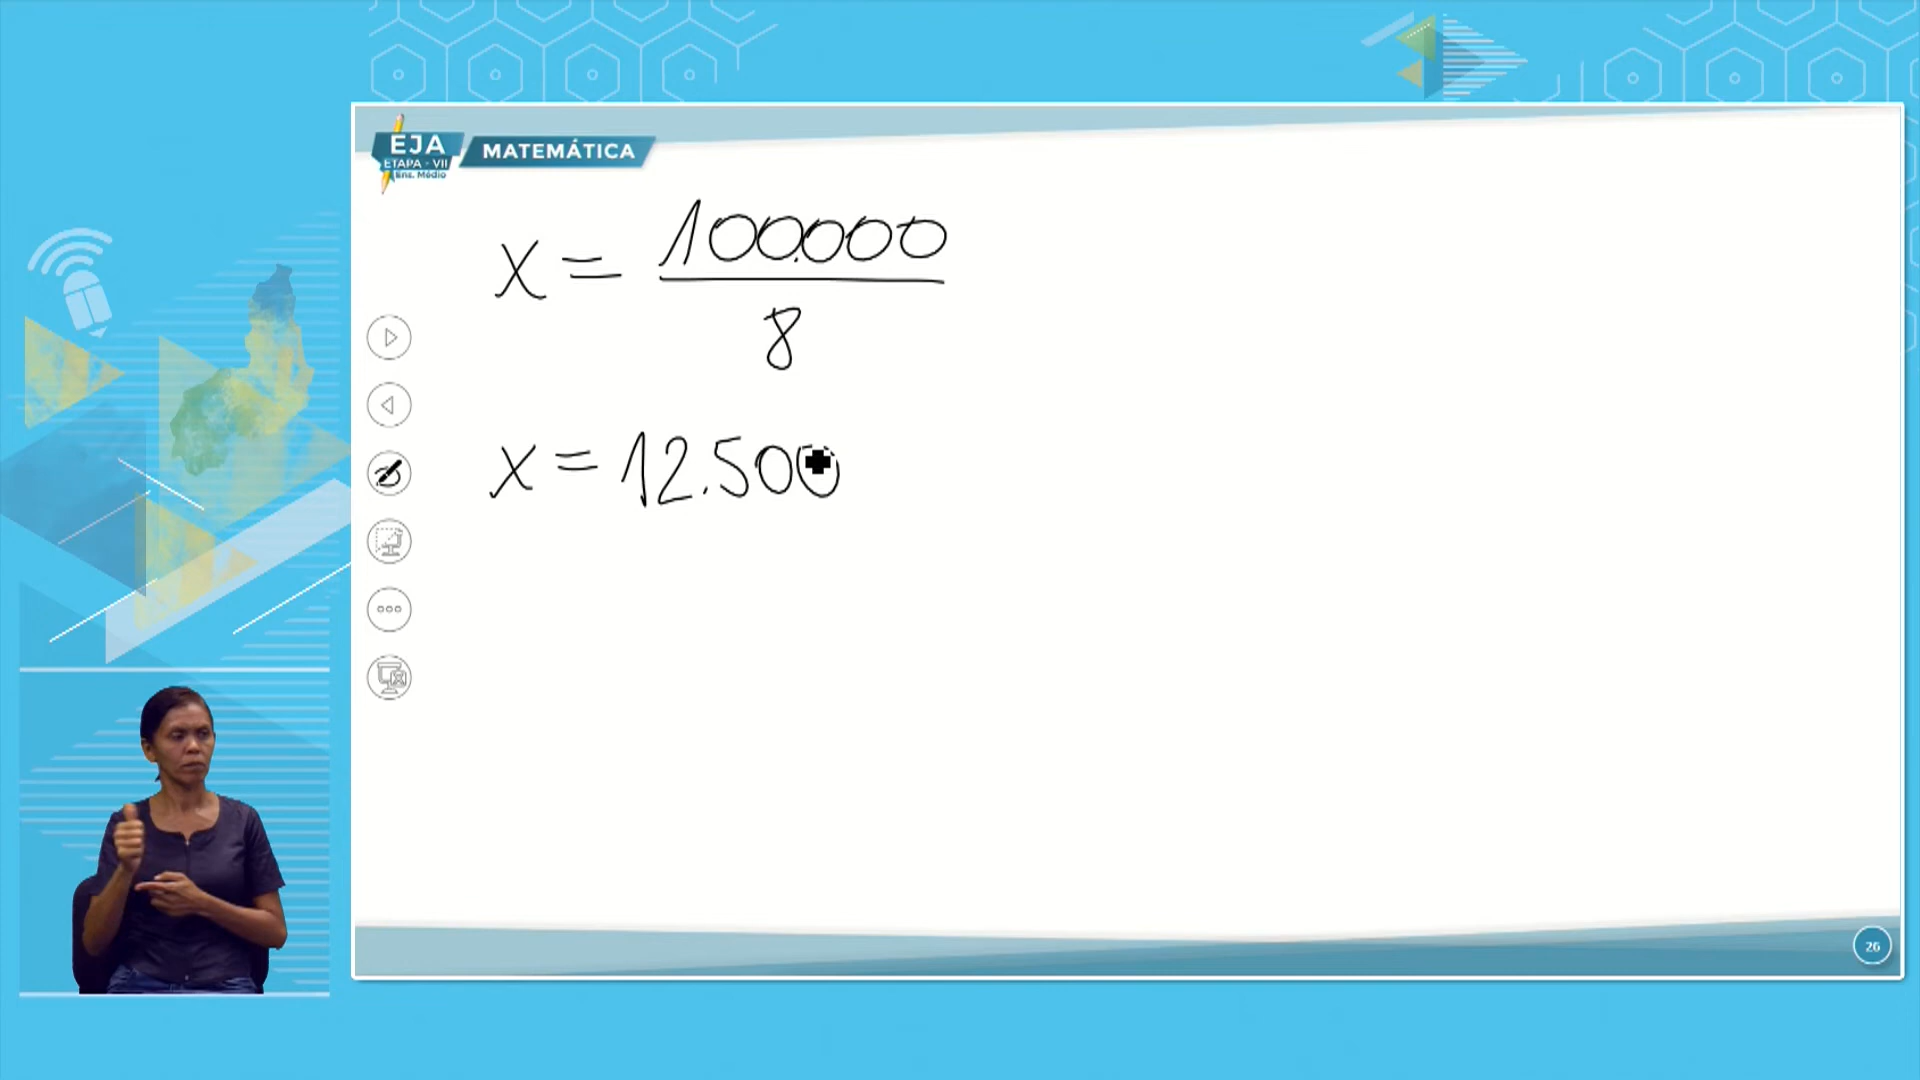 EJA
ETAPA - VII
Ens. Médio
MATEMÁTICA
X = 100.000
8
X = 12.500
26